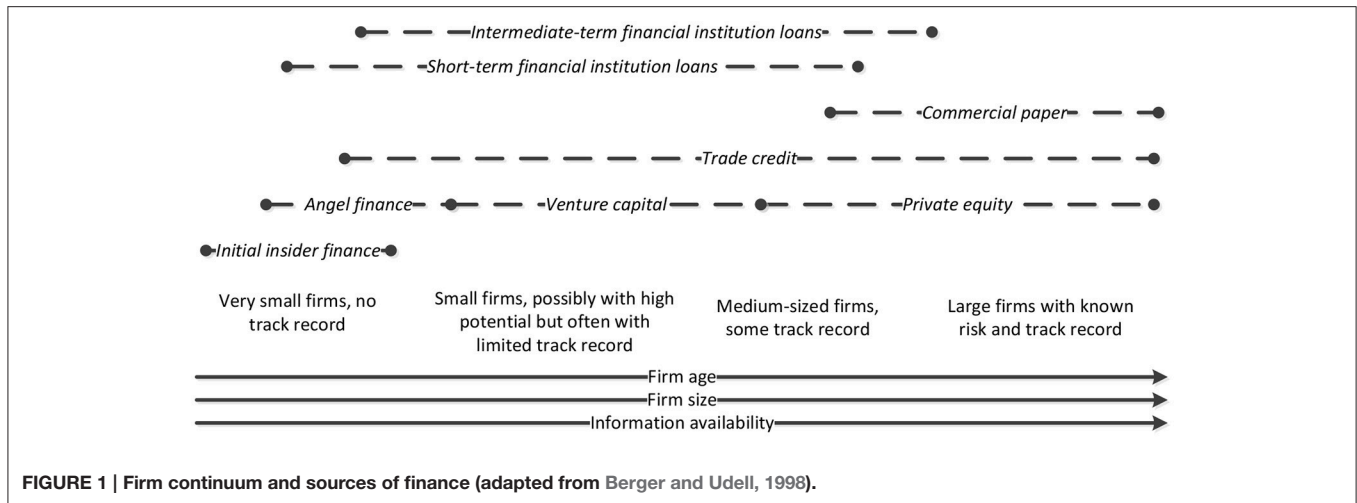 Intermediate-term financial institution loans
Short-term financial institution loans
Commercial paper
Trade credit
Angel finance
Venture capital
Private equity
Initial insider finance
Very small firms, no
track record
Small firms, possibly with high
potential but often with
limited track record
Medium-sized firms,
some track record
Large firms with known
risk and track record
Firm age
Firm size
Information availability
FIGURE 1 | Firm continuum and sources of finance (adapted from Berger and Udell, 1998).